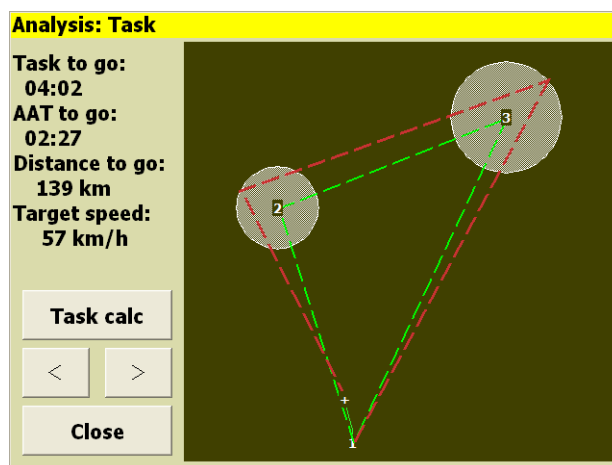 Analysis: Task
Task to go:
04:02
AAT to go:
02:27
Distance to go:
139 km
Target speed:
57 km/h
Task calc
< >
Close
3
2
+
1